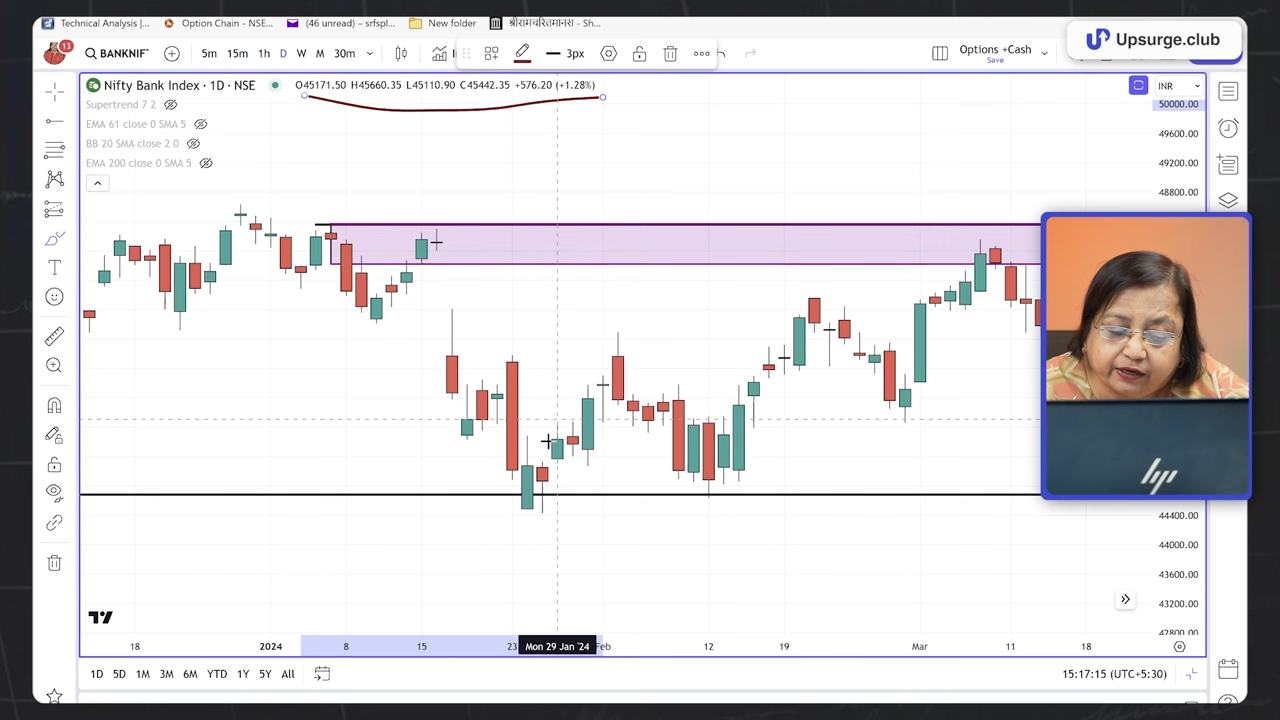 Technical Analysis |...
Option Chain - NSE...
(46 unread) - srfspl...
New folder
श्रीरामचरितमानस - Sh...
Upsurge.club
13
BANKNIF
5m 15m 1h D W M 30m
3px
Options +Cash
Save
Nifty Bank Index · 1D · NSE
O45171.50 H45660.35 L45110.90 C45442.35 +576.20 (+1.28%)
INR
Supertrend 7 2
EMA 61 close 0 SMA 5
BB 20 SMA close 2 0
EMA 200 close 0 SMA 5
50000.00
49600.00
49200.00
48800.00
44400.00
44000.00
43600.00
43200.00
42800.00
hp
18 2024 8 15 23 Mon 29 Jan '24 Feb 12 19 Mar 11 18
1D 5D 1M 3M 6M YTD 1Y 5Y All
15:17:15 (UTC+5:30)